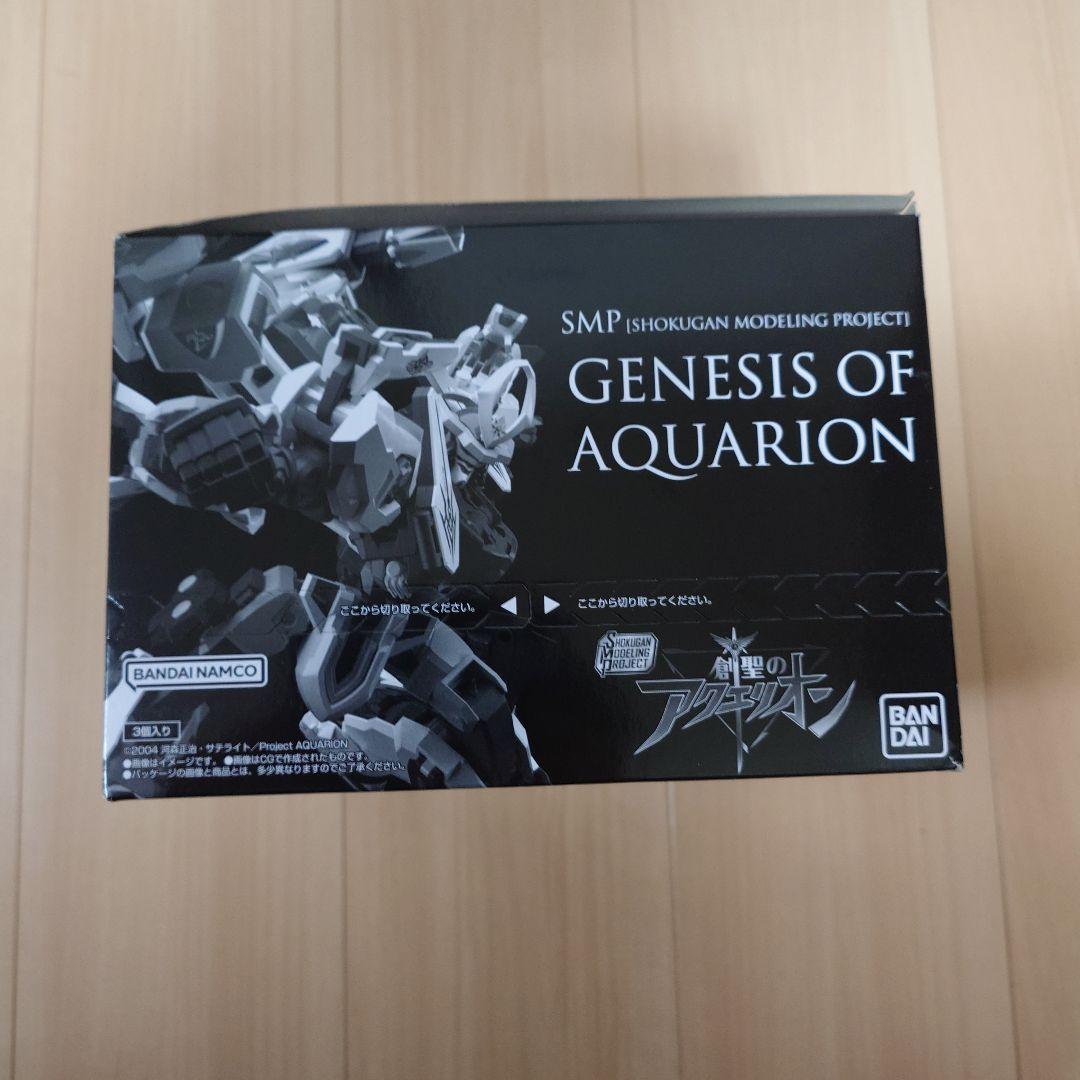 SMP [SHOKUGAN MODELING PROJECT]
GENESIS OF
AQUARION
ここから切り取ってください。
ここから切り取ってください。
BANDAI NAMCO
SHOKUGAN
MODELING
PROJECT
創聖の
アクエリオン
BAN
DAI
3個入り
©2004 河森正治・サテライト／Project AQUARION
●画像はイメージです。 ●画像はCGで作成されたものです。
●パッケージの画像と商品とは、多少異なりますのでご了承ください。